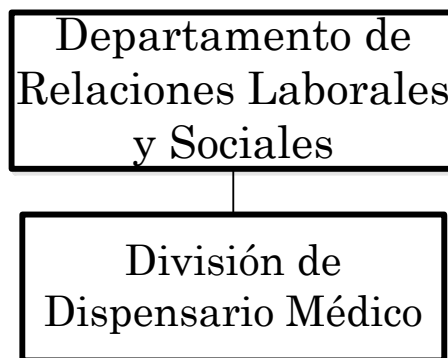 Departamento de
Relaciones Laborales
y Sociales
División de
Dispensario Médico